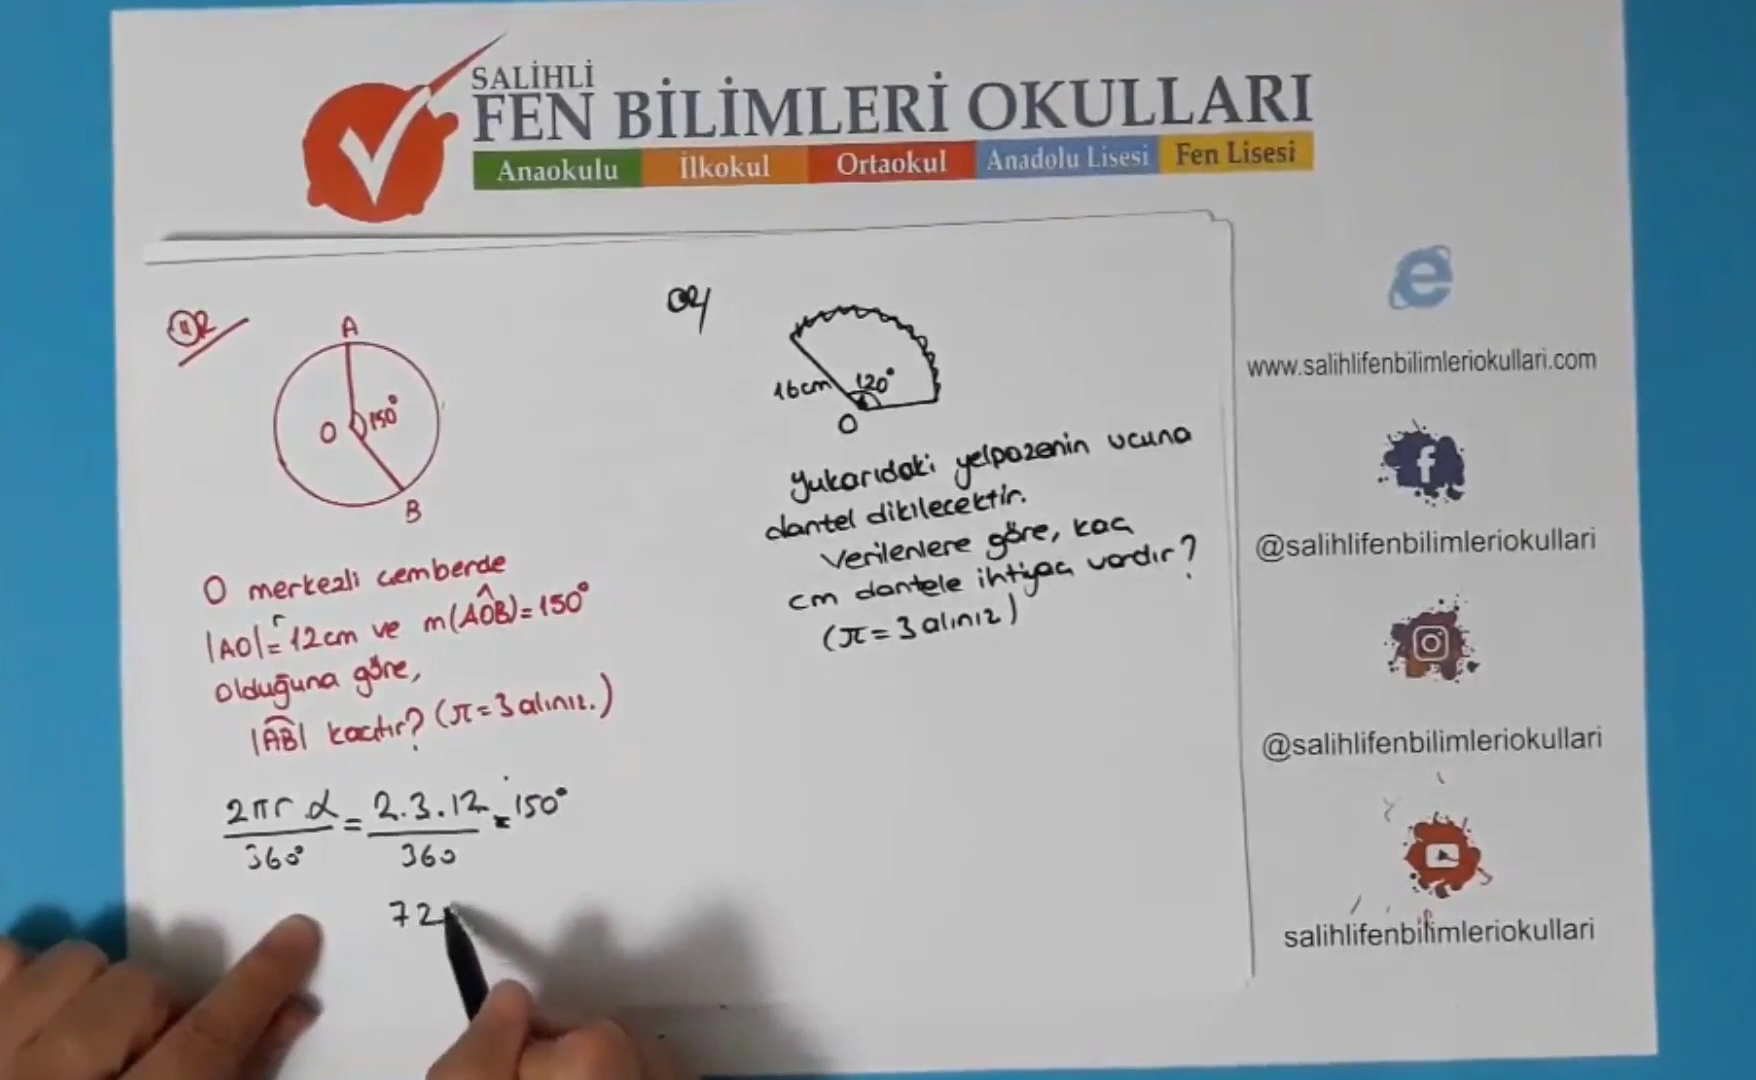 SALİHLİ
FEN BİLİMLERİ OKULLARI
Anaokulu İlkokul Ortaokul Anadolu Lisesi Fen Lisesi
A
O 150°
B
O merkezli çemberde
|AO| = 12cm ve m(AÔB) = 150°
r
olduğuna göre,
|AB| kaçtır? (π = 3 alınız.)
2πr α = 2.3.12 . 150°
360° 360
72
16cm 120°
O
Yukarıdaki yelpazenin ucuna
dantel dikilecektir.
Verilenlere göre, kaç
cm dantele ihtiyaç vardır?
(π = 3 alınız)
www.salihlifenbilimleriokullari.com
@salihlifenbilimleriokullari
@salihlifenbilimleriokullari
salihlifenbilimleriokullari